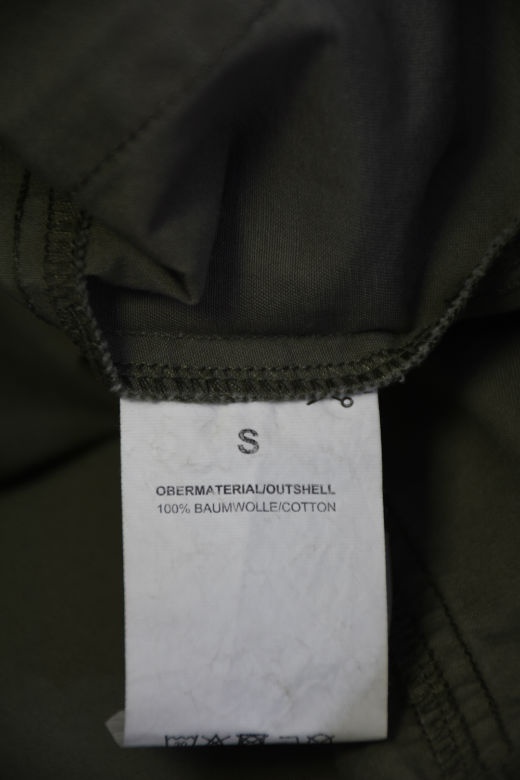 S
OBERMATERIAL/OUTSHELL
100% BAUMWOLLE/COTTON